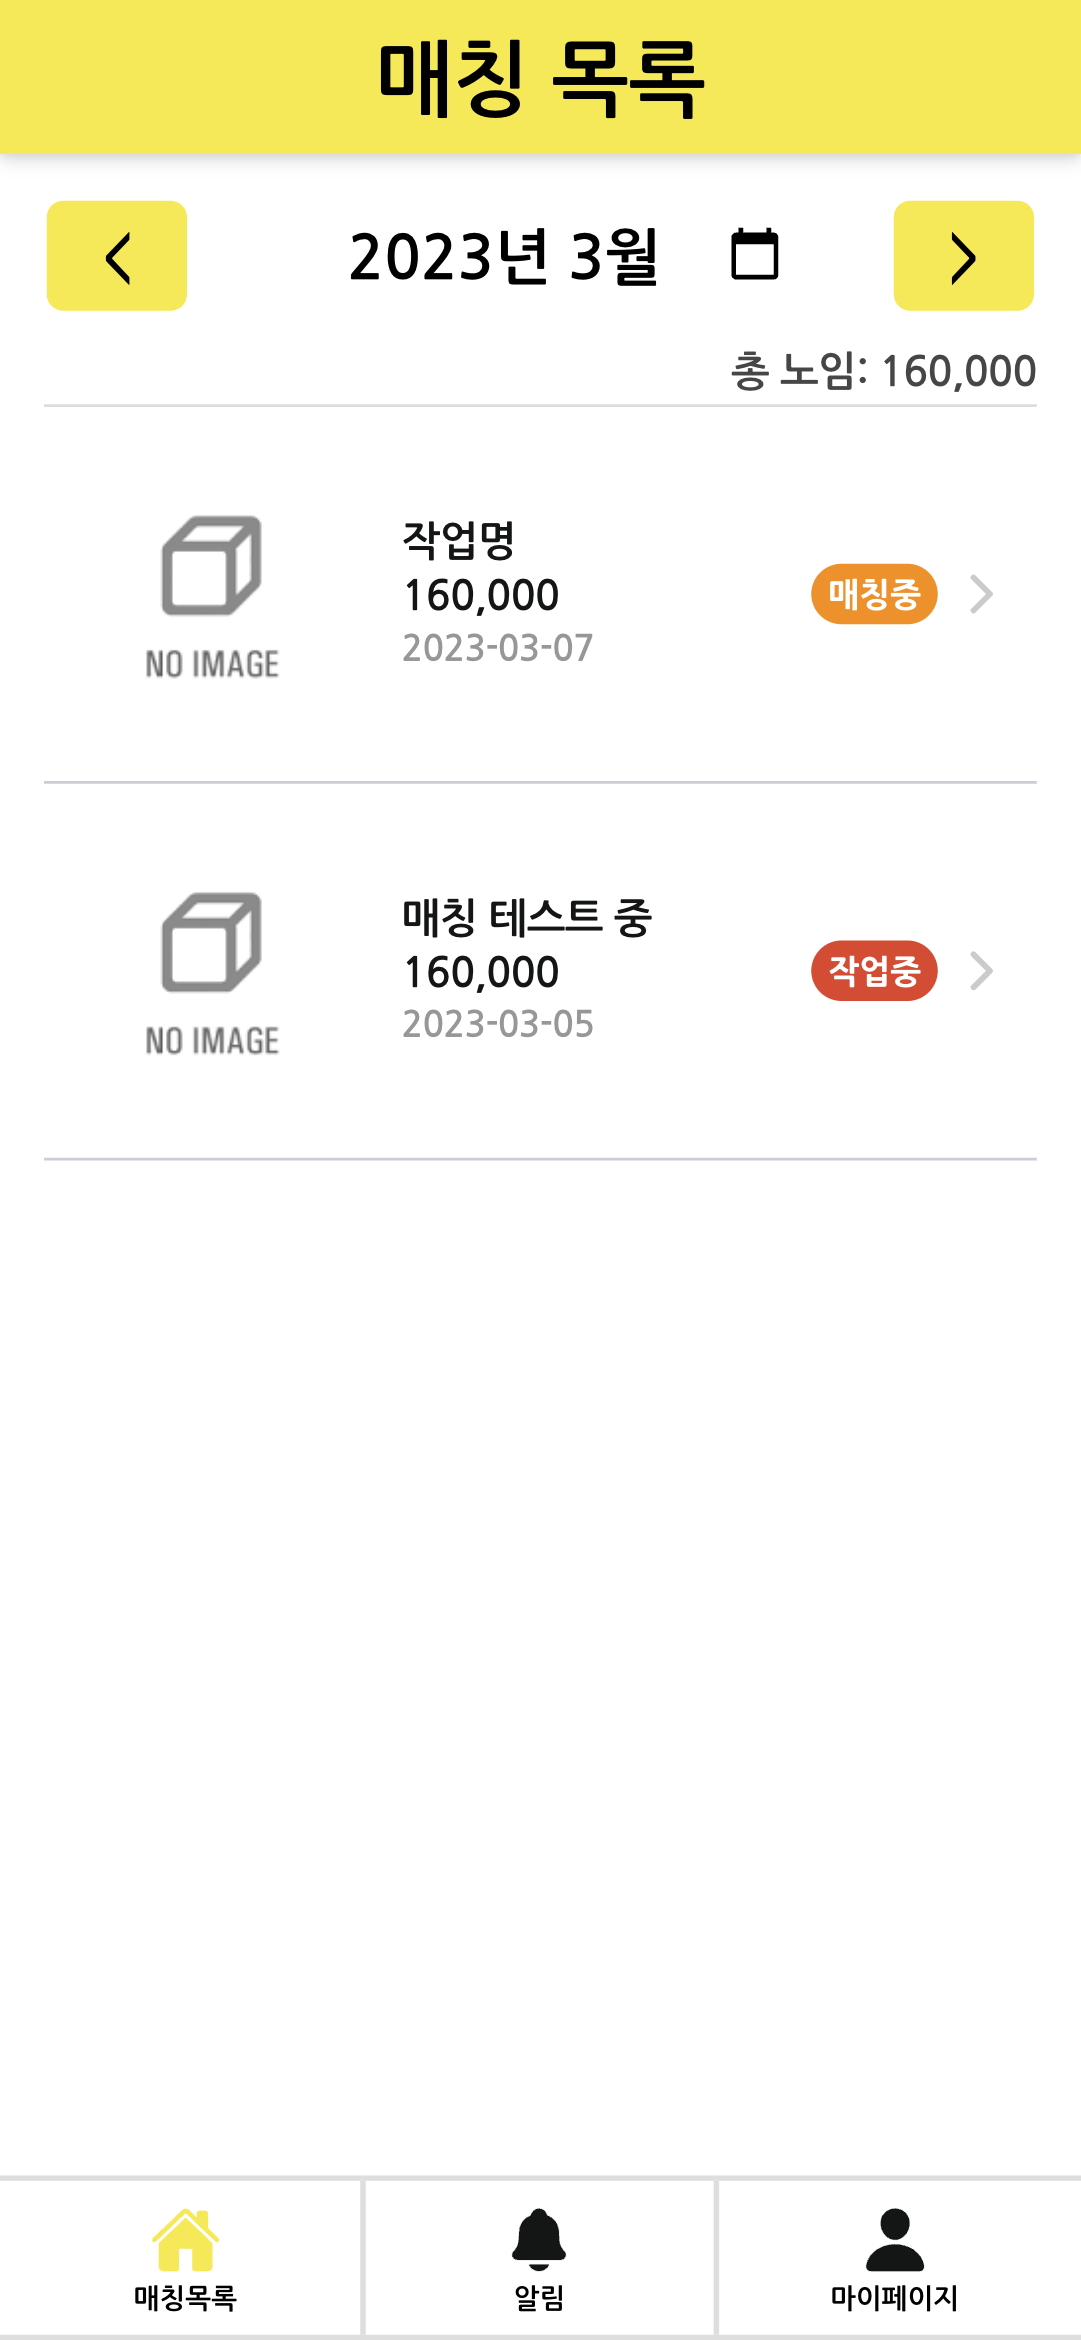 매칭 목록
2023년 3월
총 노임: 160,000
NO IMAGE
작업명
160,000
2023-03-07
매칭중
NO IMAGE
매칭 테스트 중
160,000
2023-03-05
작업중
매칭목록
알림
마이페이지